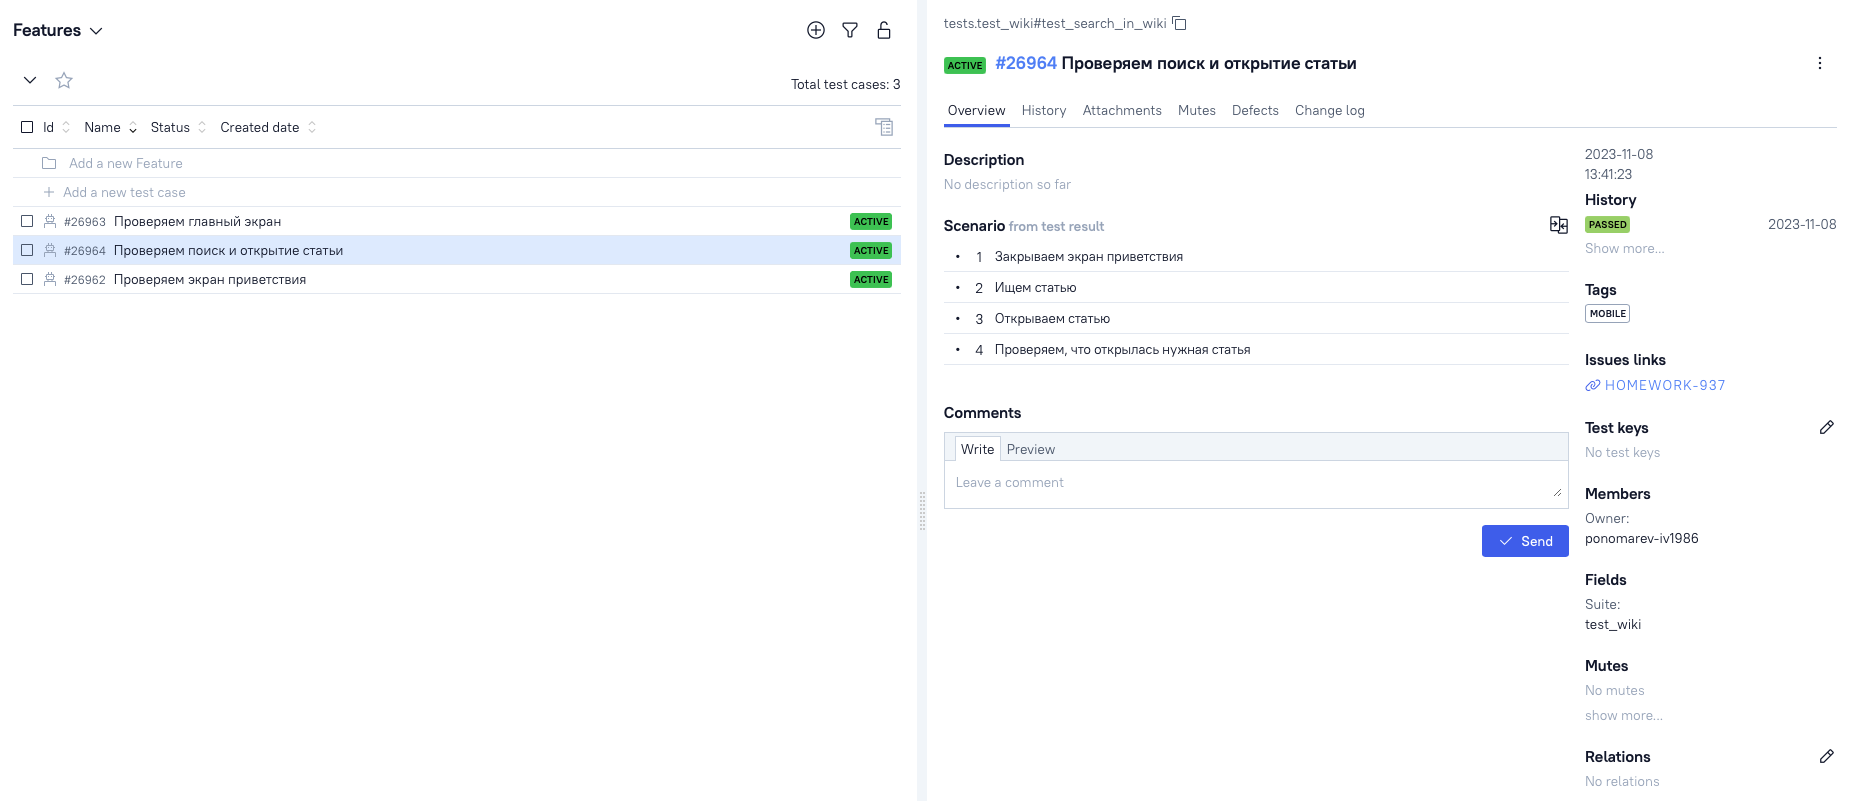 Features
Total test cases: 3
Id Name Status Created date
Add a new Feature
Add a new test case
#26963 Проверяем главный экран ACTIVE
#26964 Проверяем поиск и открытие статьи ACTIVE
#26962 Проверяем экран приветствия ACTIVE
tests.test_wiki#test_search_in_wiki
ACTIVE #26964 Проверяем поиск и открытие статьи
Overview History Attachments Mutes Defects Change log
Description
No description so far
Scenario from test result
• 1 Закрываем экран приветствия
• 2 Ищем статью
• 3 Открываем статью
• 4 Проверяем, что открылась нужная статья
Comments
Write Preview
Leave a comment
Send
2023-11-08
13:41:23
History
PASSED 2023-11-08
Show more...
Tags
MOBILE
Issues links
HOMEWORK-937
Test keys
No test keys
Members
Owner:
ponomarev-iv1986
Fields
Suite:
test_wiki
Mutes
No mutes
show more...
Relations
No relations